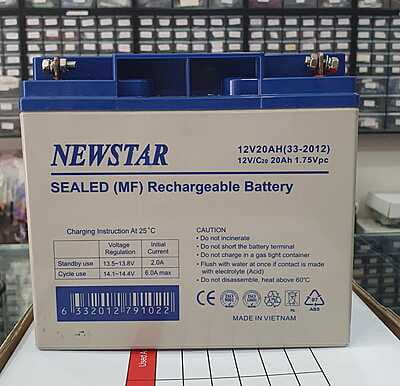 12V20AH(33-2012)
12V/C20 20Ah 1.75Vpc
NEWSTAR
SEALED (MF) Rechargeable Battery
Charging Instruction At 25˚C
Voltage Regulation Initial Current
Standby use 13.5~13.8V 2.0A
Cycle use 14.1~14.4V 6.0A max
CAUTION
• Do not incinerate
• Do not short the battery terminal
• Do not charge in a gas tight container
• Flush with water at once if contact is made
with electrolyte (Acid)
• Do not disassemble, heat above 60℃
6332012791022
CE
Pb
07
ABS
MADE IN VIETNAM
Used A